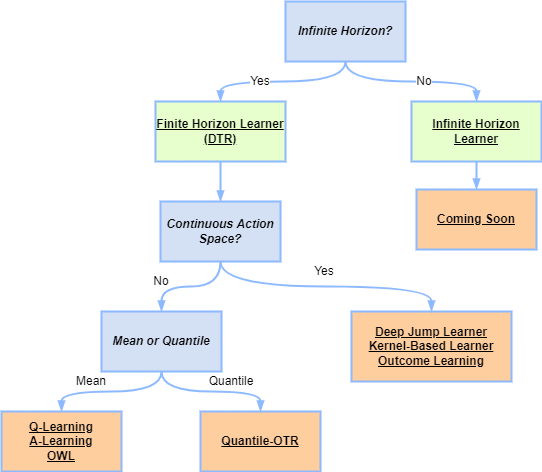 Infinite Horizon?
Yes
No
Finite Horizon Learner
(DTR)
Infinite Horizon
Learner
Coming Soon
Continuous Action
Space?
No
Yes
Mean or Quantile
Deep Jump Learner
Kernel-Based Learner
Outcome Learning
Mean
Quantile
Q-Learning
A-Learning
OWL
Quantile-OTR